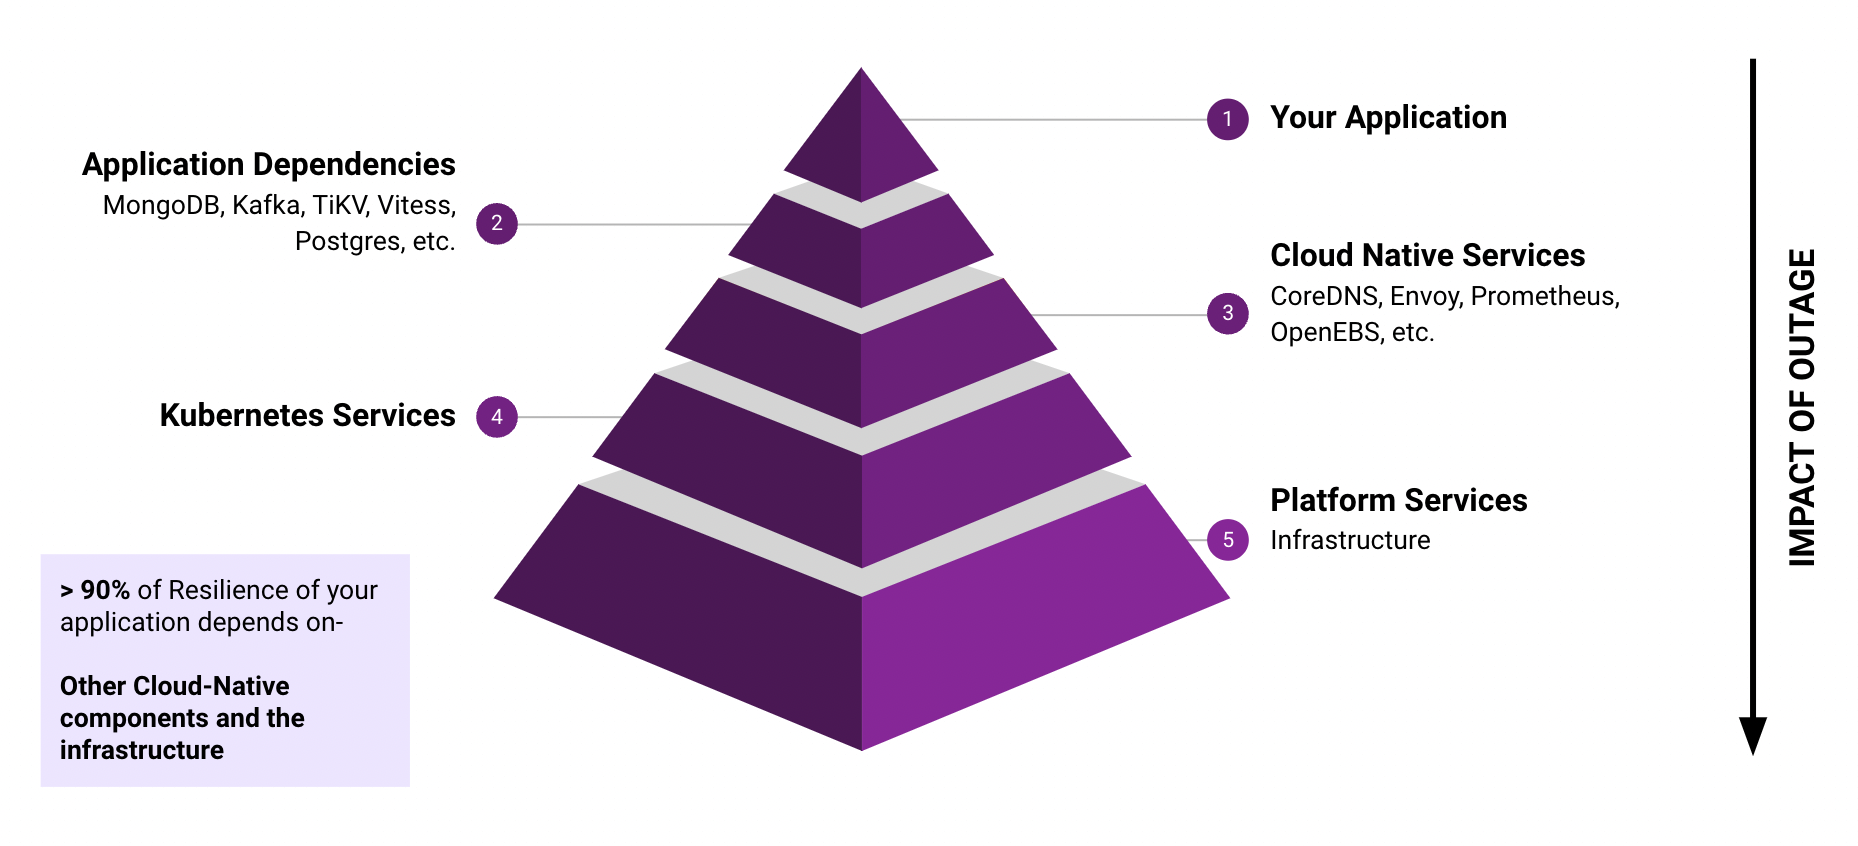 1
Your Application
Application Dependencies
MongoDB, Kafka, TiKV, Vitess,
Postgres, etc.
2
Cloud Native Services
CoreDNS, Envoy, Prometheus,
OpenEBS, etc.
3
Kubernetes Services
4
Platform Services
Infrastructure
5
> 90% of Resilience of your
application depends on-
Other Cloud-Native
components and the
infrastructure
IMPACT OF OUTAGE